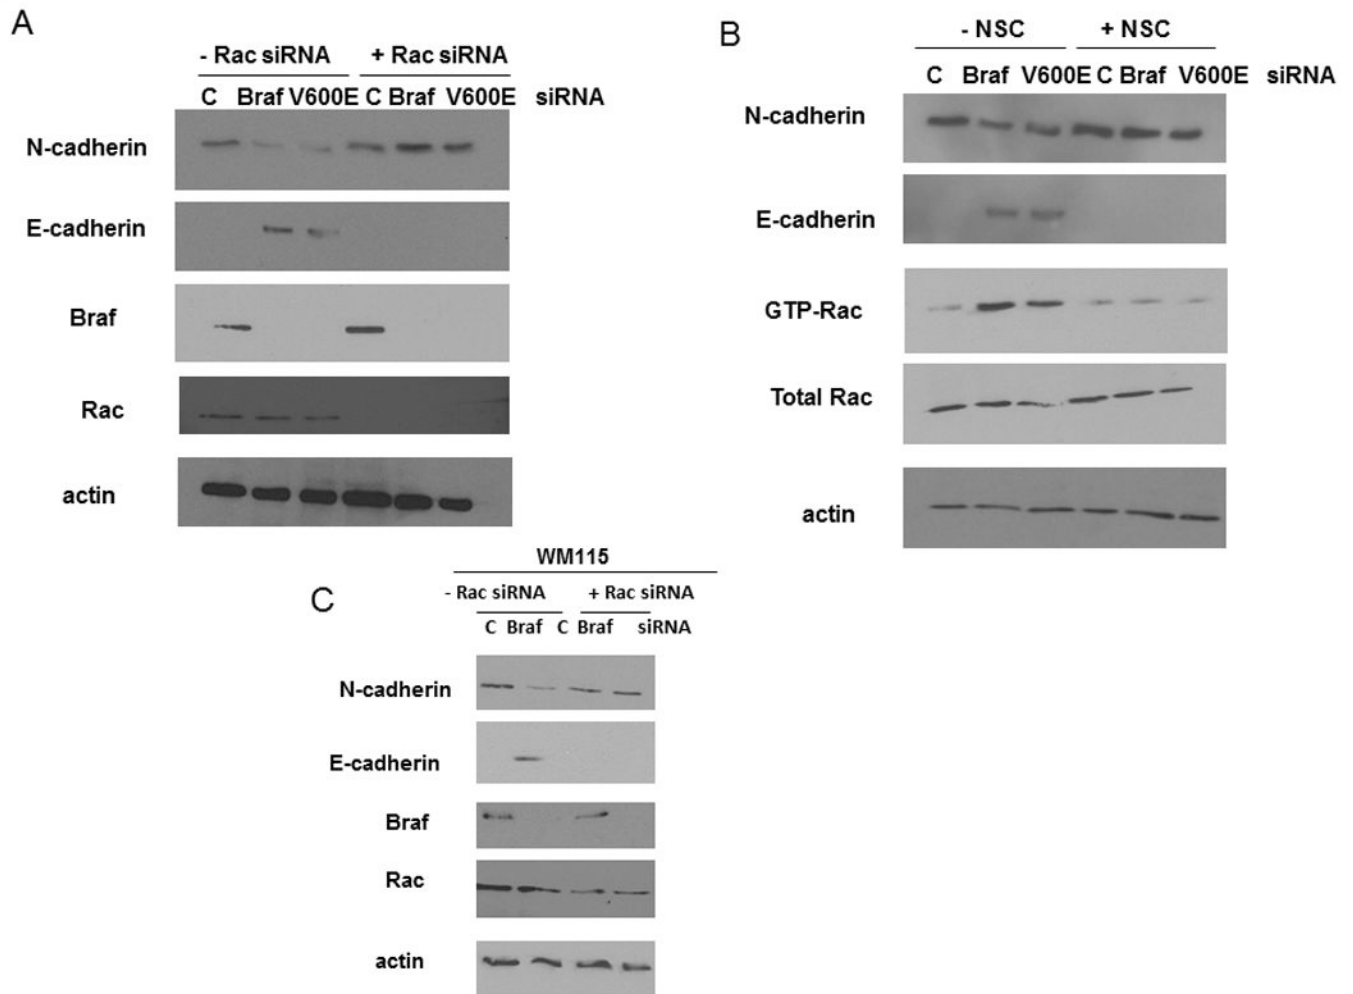 A
- Rac siRNA + Rac siRNA
C Braf V600E C Braf V600E siRNA
N-cadherin
E-cadherin
Braf
Rac
actin
B
- NSC + NSC
C Braf V600E C Braf V600E siRNA
N-cadherin
E-cadherin
GTP-Rac
Total Rac
actin
C
WM115
- Rac siRNA + Rac siRNA
C Braf C Braf siRNA
N-cadherin
E-cadherin
Braf
Rac
actin